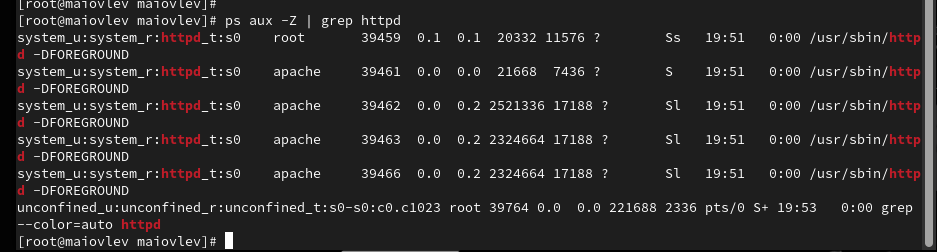 [root@maiovlev maiovlev]#
[root@maiovlev maiovlev]# ps aux -Z | grep httpd
system_u:system_r:httpd_t:s0    root       39459  0.1  0.1  20332 11576 ?        Ss   19:51   0:00 /usr/sbin/http
d -DFOREGROUND
system_u:system_r:httpd_t:s0    apache     39461  0.0  0.0  21668  7436 ?        S    19:51   0:00 /usr/sbin/http
d -DFOREGROUND
system_u:system_r:httpd_t:s0    apache     39462  0.0  0.2 2521336 17188 ?       Sl   19:51   0:00 /usr/sbin/http
d -DFOREGROUND
system_u:system_r:httpd_t:s0    apache     39463  0.0  0.2 2324664 17188 ?       Sl   19:51   0:00 /usr/sbin/http
d -DFOREGROUND
system_u:system_r:httpd_t:s0    apache     39466  0.0  0.2 2324664 17188 ?       Sl   19:51   0:00 /usr/sbin/http
d -DFOREGROUND
unconfined_u:unconfined_r:unconfined_t:s0-s0:c0.c1023 root 39764 0.0  0.0 221688 2336 pts/0 S+ 19:53   0:00 grep
--color=auto httpd
[root@maiovlev maiovlev]#